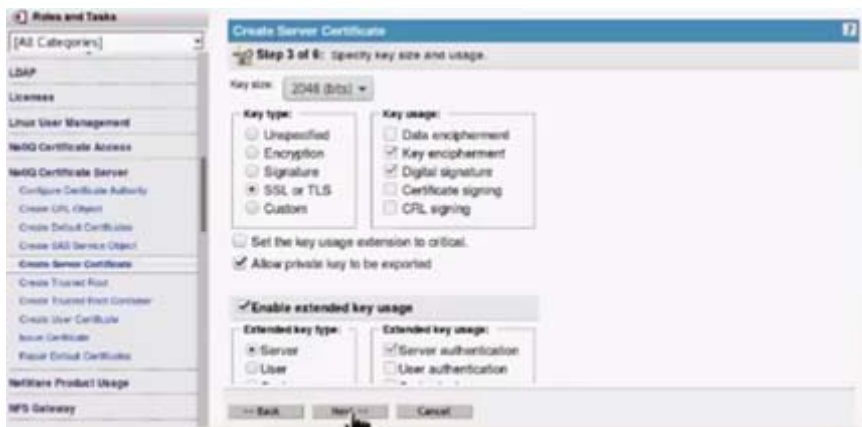 Roles and Tasks
[All Categories]
LDAP
Licenses
Linux User Management
NetIQ Certificate Access
NetIQ Certificate Server
Configure Certificate Authority
Create CRL Object
Create Default Certificates
Create SAS Service Object
Create Server Certificate
Create Trusted Root
Create Trusted Root Container
Create User Certificate
Issue Certificate
Repair Default Certificates
NetWare Product Usage
NFS Gateway
Create Server Certificate
?
Step 3 of 6: Specify key size and usage.
Key size: 2048 (bits)
Key type:
Unspecified
Encryption
Signature
SSL or TLS
Custom
Key usage:
Data encipherment
Key encipherment
Digital signature
Certificate signing
CRL signing
Set the key usage extension to critical.
Allow private key to be exported
Enable extended key usage
Extended key type:
Server
User
Extended key usage:
Server authentication
User authentication
<< Back
Next >>
Cancel